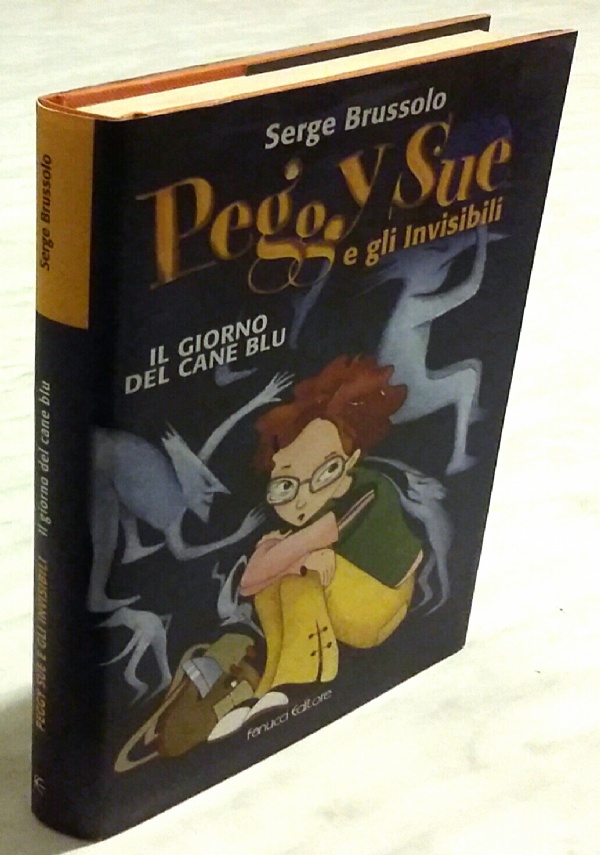 Serge Brussolo
Peggy Sue
e gli Invisibili
IL GIORNO
DEL CANE BLU
Fanucci Editore
Serge Brussolo
PEGGY SUE E GLI INVISIBILI Il giorno del cane blu